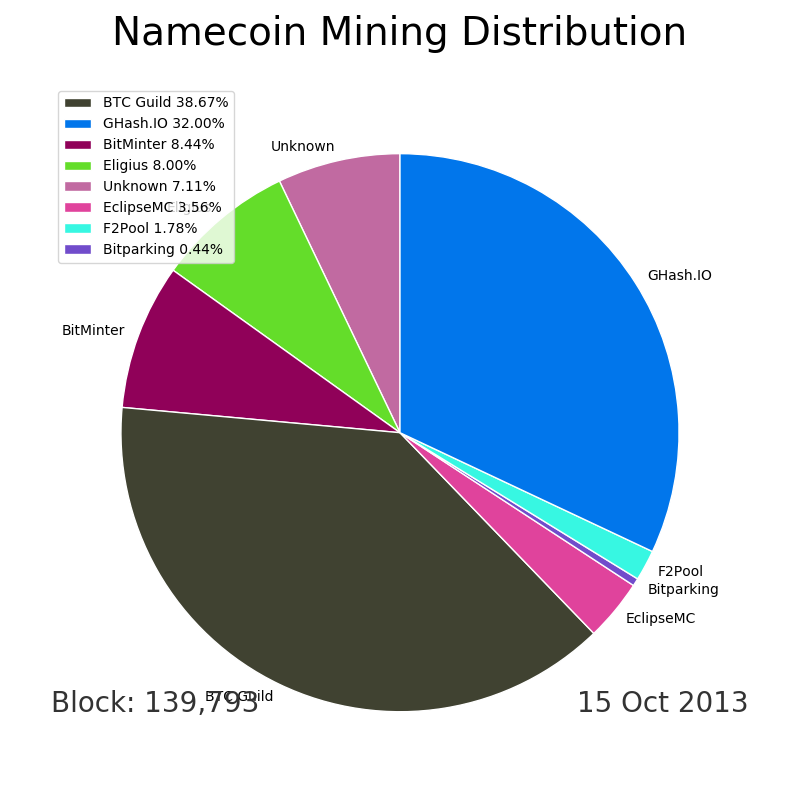 Namecoin Mining Distribution
BTC Guild 38.67%
GHash.IO 32.00%
BitMinter 8.44%
Eligius 8.00%
Unknown 7.11%
EclipseMC 3.56%
F2Pool 1.78%
Bitparking 0.44%
Unknown
Eligius
GHash.IO
BitMinter
F2Pool
Bitparking
EclipseMC
BTC Guild
Block: 139,793
15 Oct 2013